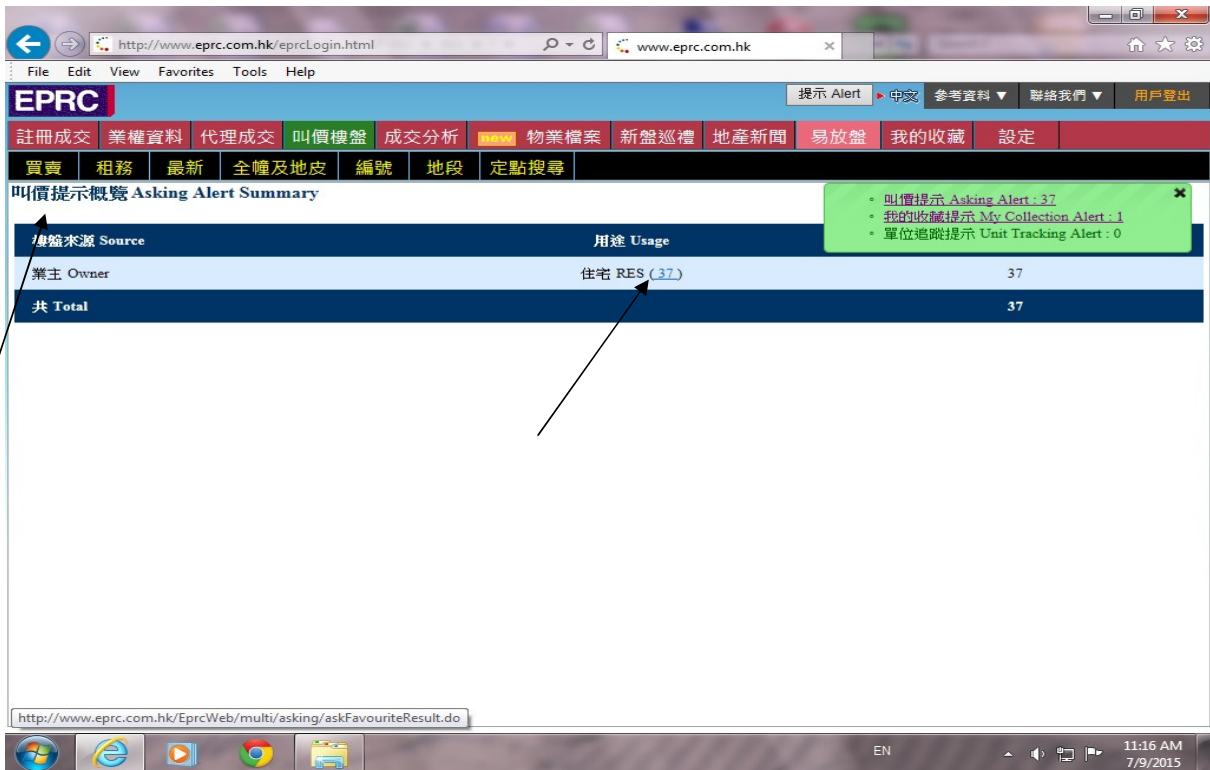 http://www.eprc.com.hk/eprcLogin.html www.eprc.com.hk
File Edit View Favorites Tools Help
EPRC 提示 Alert 中文 參考資料 ▼ 聯絡我們 ▼ 用戶登出
註冊成交 業權資料 代理成交 叫價樓盤 成交分析 new 物業檔案 新盤巡禮 地產新聞 易放盤 我的收藏 設定
買賣 租務 最新 全幢及地皮 編號 地段 定點搜尋
叫價提示概覽 Asking Alert Summary
叫價提示 Asking Alert : 37
我的收藏提示 My Collection Alert : 1
單位追蹤提示 Unit Tracking Alert : 0
樓盤來源 Source 用途 Usage
業主 Owner 住宅 RES ( 37 ) 37
共 Total 37
http://www.eprc.com.hk/EprcWeb/multi/asking/askFavouriteResult.do
EN 11:16 AM
7/9/2015